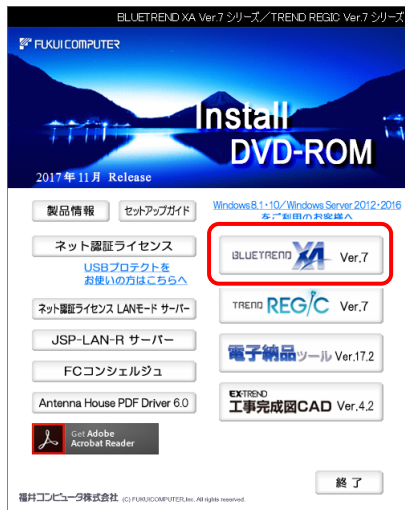 BLUETREND XA Ver.7 シリーズ／TREND REGIC Ver.7 シリーズ
FUKUI COMPUTER
Install
DVD-ROM
2017年11月 Release
製品情報
セットアップガイド
Windows8.1・10／Windows Server 2012・2016
をご利用のお客様へ
ネット認証ライセンス
USBプロテクトを
お使いの方はこちらへ
BLUETREND XA Ver.7
ネット認証ライセンス LANモード サーバー
TREND REGIC Ver.7
JSP-LAN-R サーバー
電子納品ツール Ver.17.2
FCコンシェルジュ
Antenna House PDF Driver 6.0
EX-TREND
工事完成図CAD Ver.4.2
Get Adobe
Acrobat Reader
終了
福井コンピュータ株式会社 (C) FUKUICOMPUTER,Inc. All rights reserved.